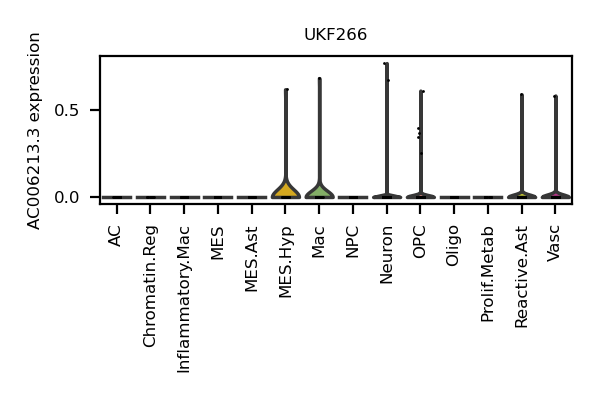 UKF266
AC006213.3 expression
0.5
0.0
AC
Chromatin.Reg
Inflammatory.Mac
MES
MES.Ast
MES.Hyp
Mac
NPC
Neuron
OPC
Oligo
Prolif.Metab
Reactive.Ast
Vasc